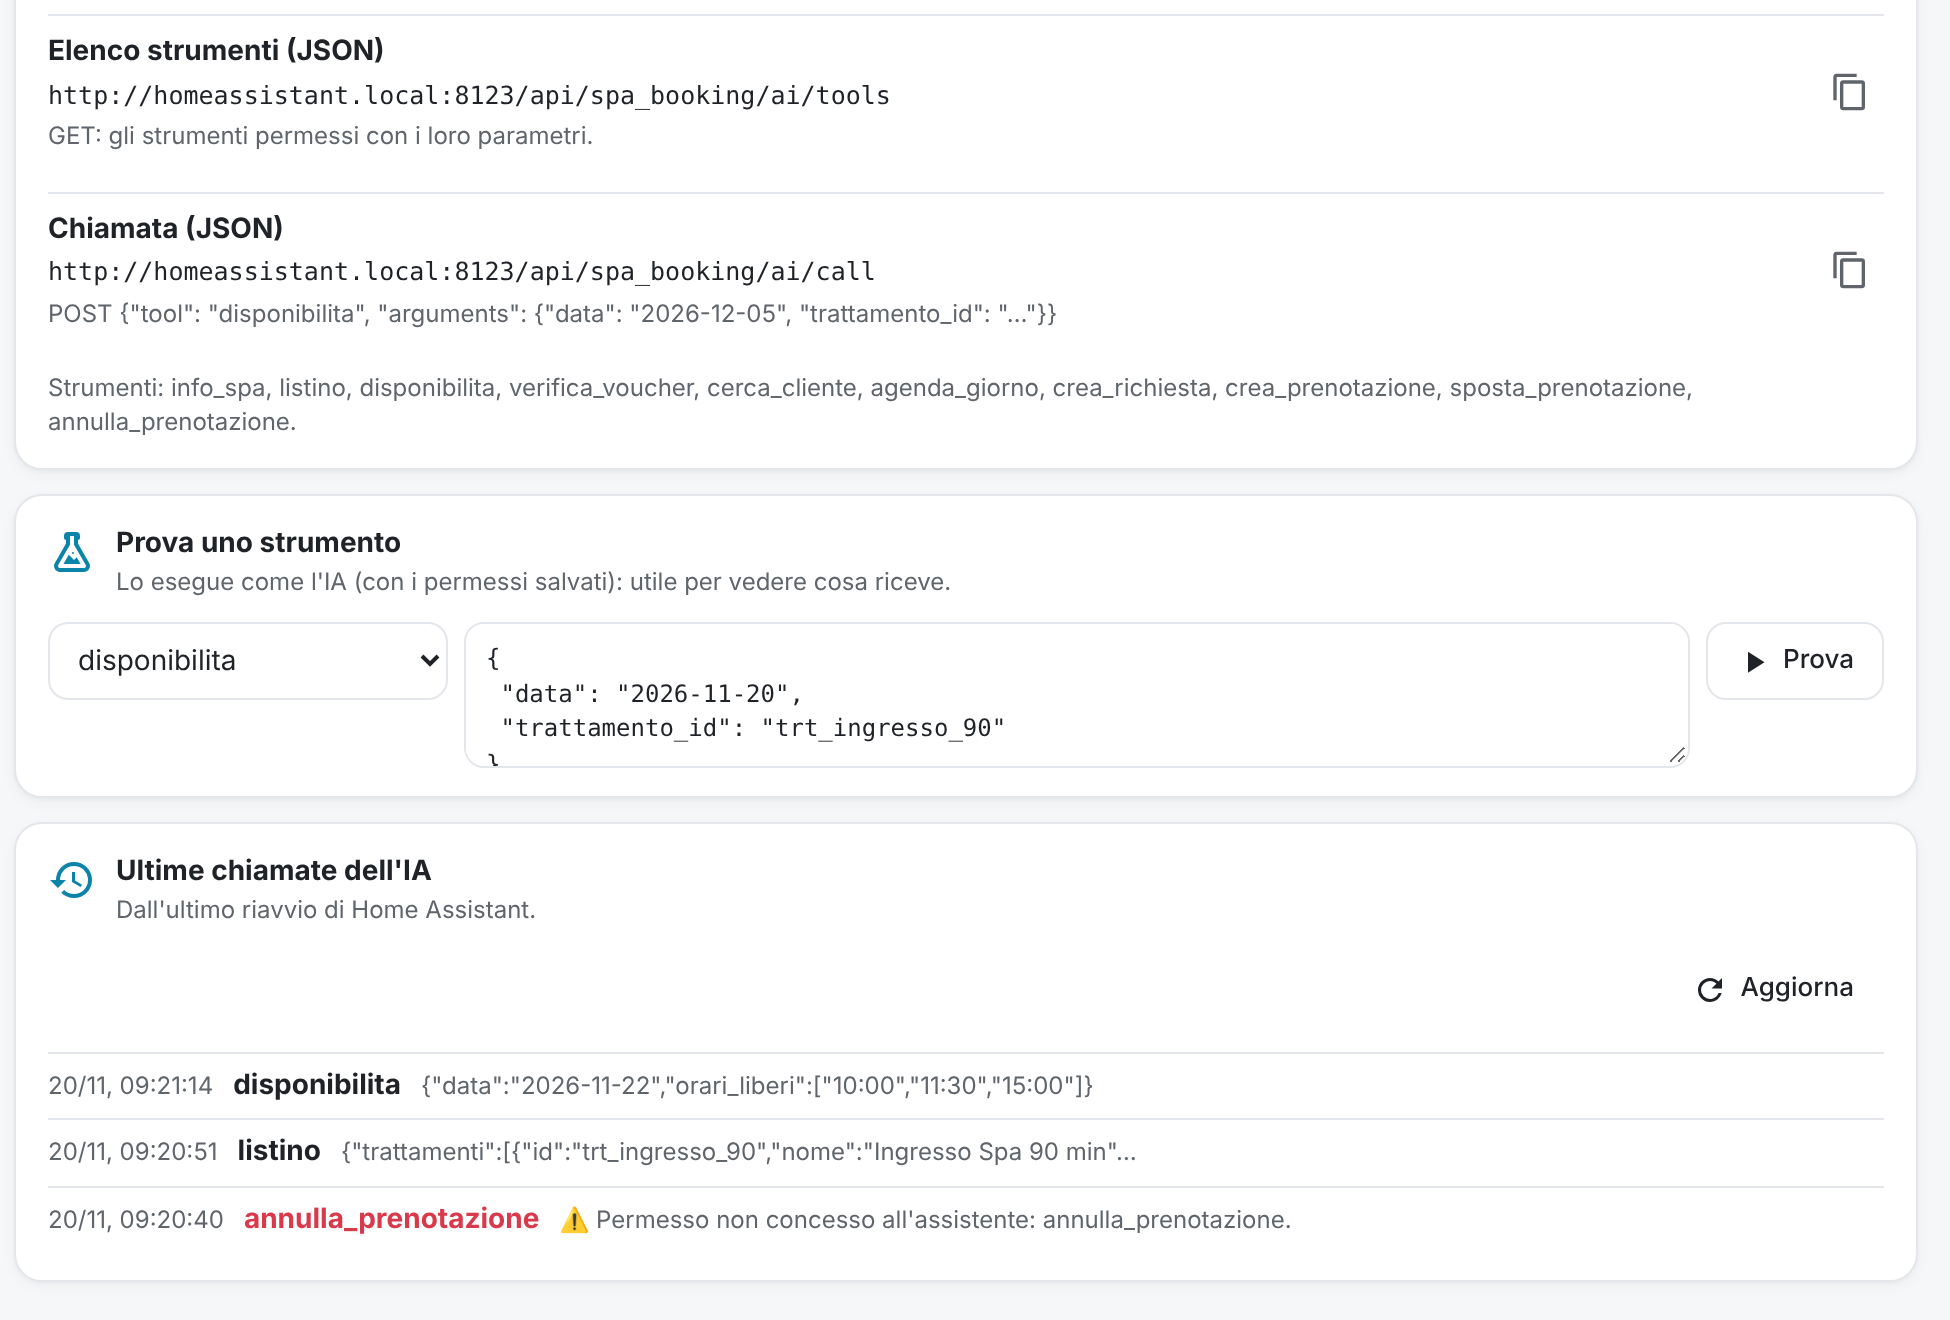 Elenco strumenti (JSON)
http://homeassistant.local:8123/api/spa_booking/ai/tools
GET: gli strumenti permessi con i loro parametri.
Chiamata (JSON)
http://homeassistant.local:8123/api/spa_booking/ai/call
POST {"tool": "disponibilita", "arguments": {"data": "2026-12-05", "trattamento_id": "..."}}
Strumenti: info_spa, listino, disponibilita, verifica_voucher, cerca_cliente, agenda_giorno, crea_richiesta, crea_prenotazione, sposta_prenotazione,
annulla_prenotazione.
Prova uno strumento
Lo esegue come l'IA (con i permessi salvati): utile per vedere cosa riceve.
disponibilita
{
"data": "2026-11-20",
"trattamento_id": "trt_ingresso_90"
}
Prova
Ultime chiamate dell'IA
Dall'ultimo riavvio di Home Assistant.
Aggiorna
20/11, 09:21:14 disponibilita {"data":"2026-11-22","orari_liberi":["10:00","11:30","15:00"]}
20/11, 09:20:51 listino {"trattamenti":[{"id":"trt_ingresso_90","nome":"Ingresso Spa 90 min"...
20/11, 09:20:40 annulla_prenotazione ⚠️ Permesso non concesso all'assistente: annulla_prenotazione.